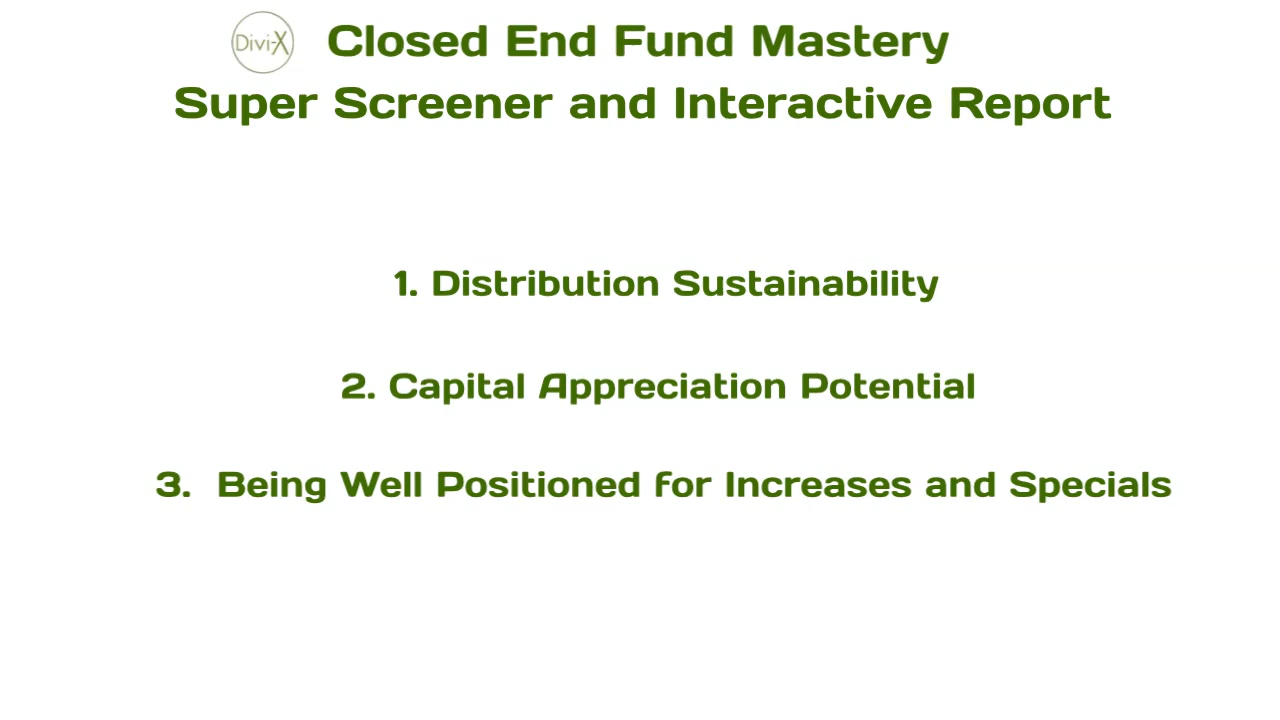 Divi-X
Closed End Fund Mastery
Super Screener and Interactive Report
1. Distribution Sustainability
2. Capital Appreciation Potential
3. Being Well Positioned for Increases and Specials